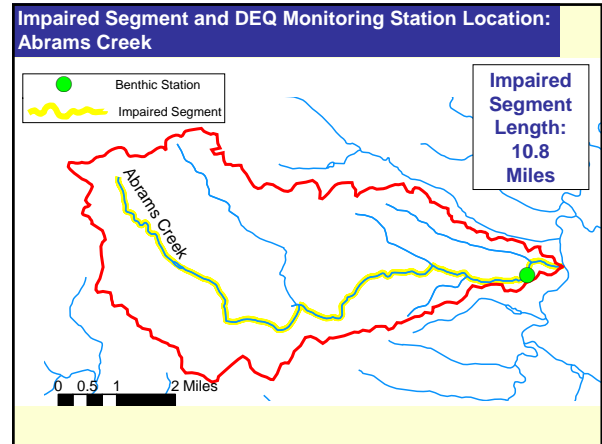 Impaired Segment and DEQ Monitoring Station Location:
Abrams Creek
Benthic Station
Impaired Segment
Impaired
Segment
Length:
10.8
Miles
Abrams Creek
0 0.5 1 2 Miles